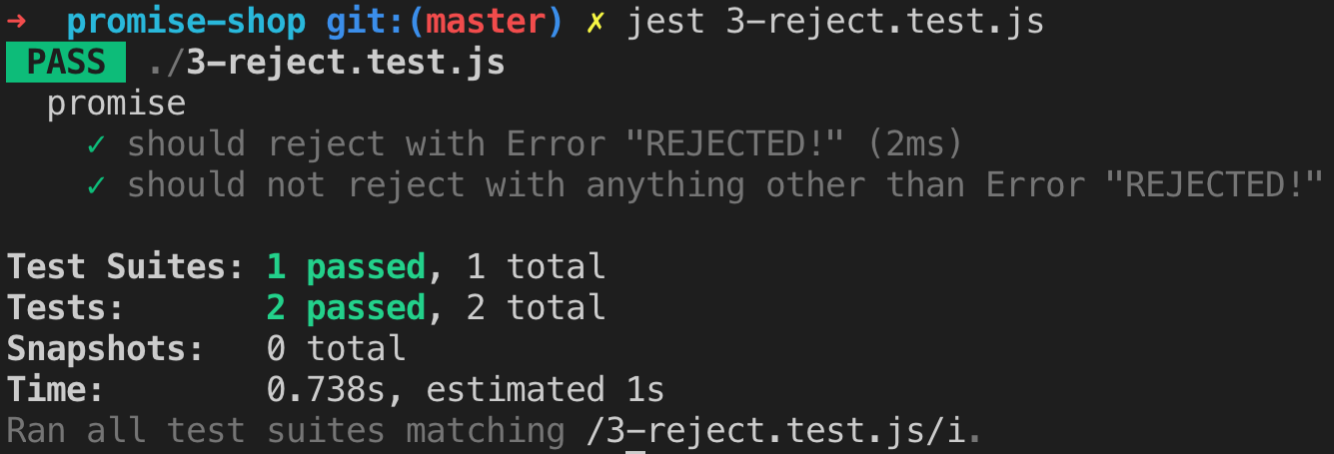 ➜  promise-shop git:(master) ✗ jest 3-reject.test.js
PASS ./3-reject.test.js
promise
✓ should reject with Error "REJECTED!" (2ms)
✓ should not reject with anything other than Error "REJECTED!"
Test Suites: 1 passed, 1 total
Tests: 2 passed, 2 total
Snapshots: 0 total
Time: 0.738s, estimated 1s
Ran all test suites matching /3-reject.test.js/i.